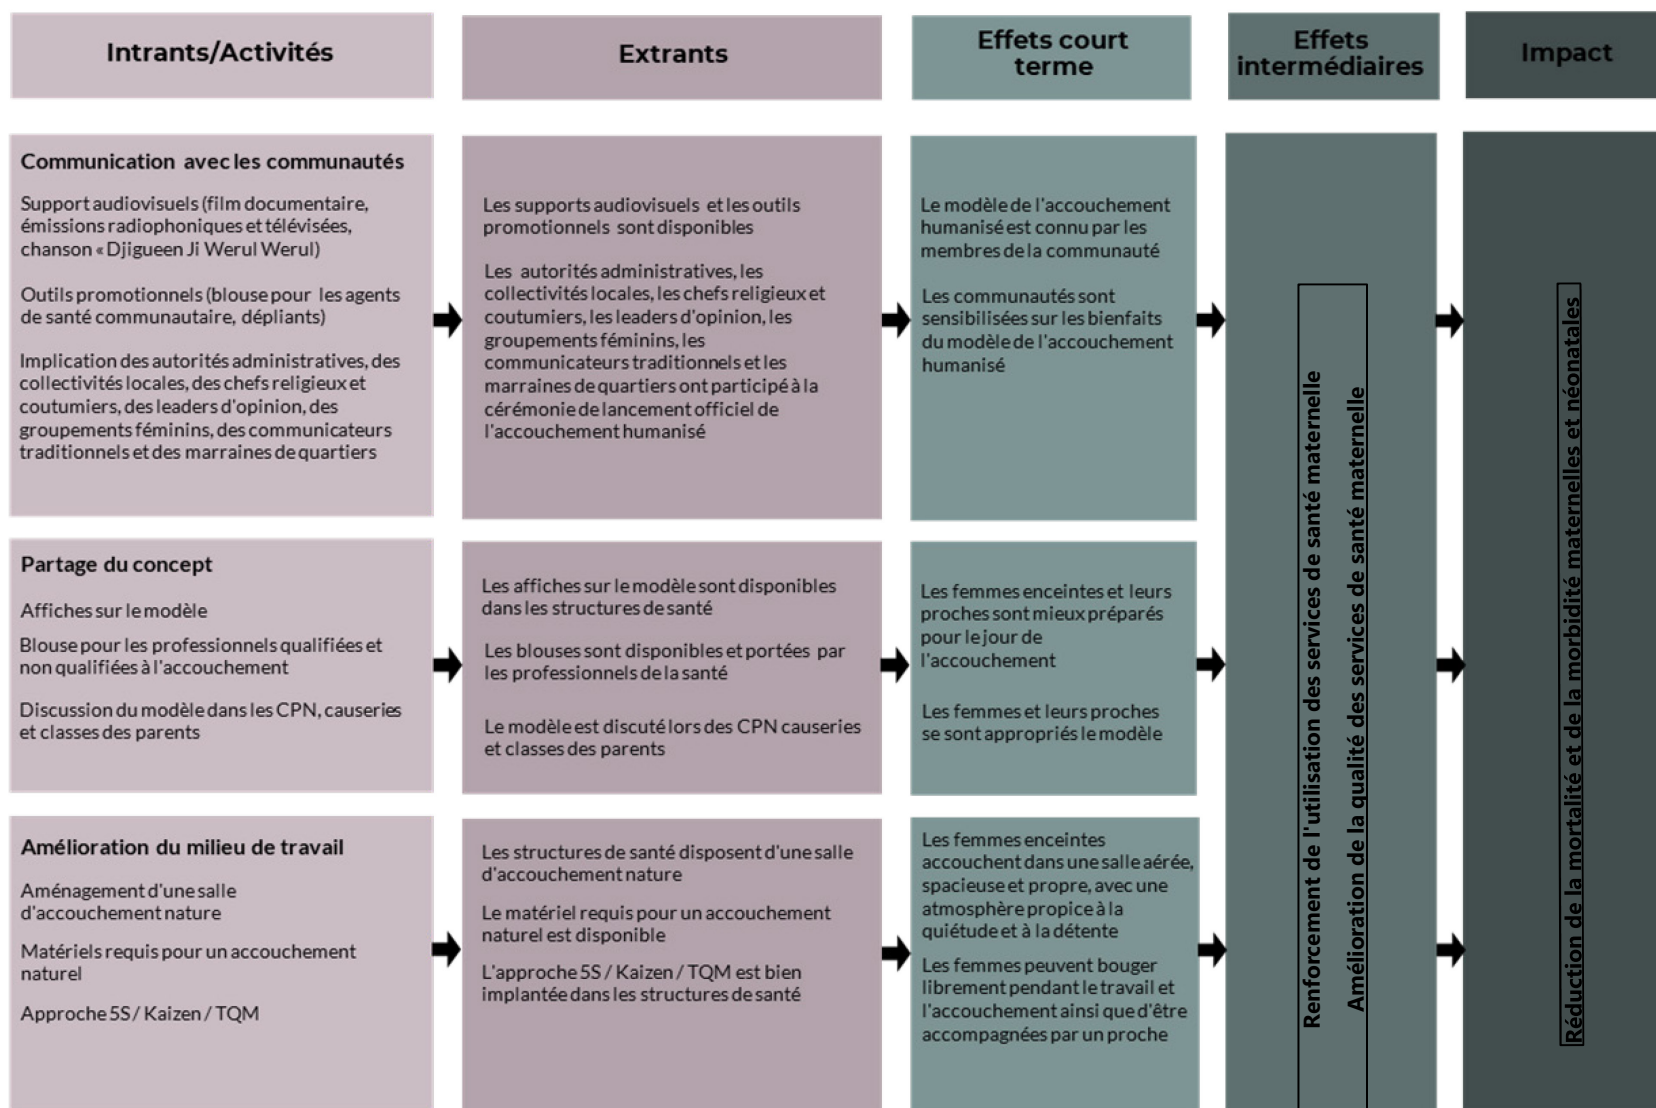 Intrants/Activités
Extrants
Effets court
terme
Effets
intermédiaires
Impact
Communication avec les communautés
Support audiovisuels (film documentaire,
émissions radiophoniques et télévisées,
chanson « Djigueen Ji Werul Werul)
Outils promotionnels (blouse pour les agents
de santé communautaire, dépliants)
Implication des autorités administratives, des
collectivités locales, des chefs religieux et
coutumiers, des leaders d'opinion, des
groupements féminins, des communicateurs
traditionnels et des marraines de quartiers
Les supports audiovisuels et les outils
promotionnels sont disponibles
Les autorités administratives, les
collectivités locales, les chefs religieux et
coutumiers, les leaders d'opinion, les
groupements féminins, les
communicateurs traditionnels et les
marraines de quartiers ont participé à la
cérémonie de lancement officiel de
l'accouchement humanisé
Le modèle de l'accouchement
humanisé est connu par les
membres de la communauté
Les communautés sont
sensibilisées sur les bienfaits
du modèle de l'accouchement
humanisé
Partage du concept
Affiches sur le modèle
Blouse pour les professionnels qualifiées et
non qualifiées à l'accouchement
Discussion du modèle dans les CPN, causeries
et classes des parents
Les affiches sur le modèle sont disponibles
dans les structures de santé
Les blouses sont disponibles et portées par
les professionnels de la santé
Le modèle est discuté lors des CPN causeries
et classes des parents
Les femmes enceintes et leurs
proches sont mieux préparés
pour le jour de
l'accouchement
Les femmes et leurs proches
se sont appropriés le modèle
Amélioration du milieu de travail
Aménagement d'une salle
d'accouchement nature
Matériels requis pour un accouchement
naturel
Approche 5S / Kaizen / TQM
Les structures de santé disposent d'une salle
d'accouchement nature
Le matériel requis pour un accouchement
naturel est disponible
L'approche 5S / Kaizen / TQM est bien
implantée dans les structures de santé
Les femmes enceintes
accouchent dans une salle aérée,
spacieuse et propre, avec une
atmosphère propice à la
quiétude et à la détente
Les femmes peuvent bouger
librement pendant le travail et
l'accouchement ainsi que d'être
accompagnées par un proche
Renforcement de l'utilisation des services de santé maternelle
Amélioration de la qualité des services de santé maternelle
Réduction de la mortalité et de la morbidité maternelles et néonatales